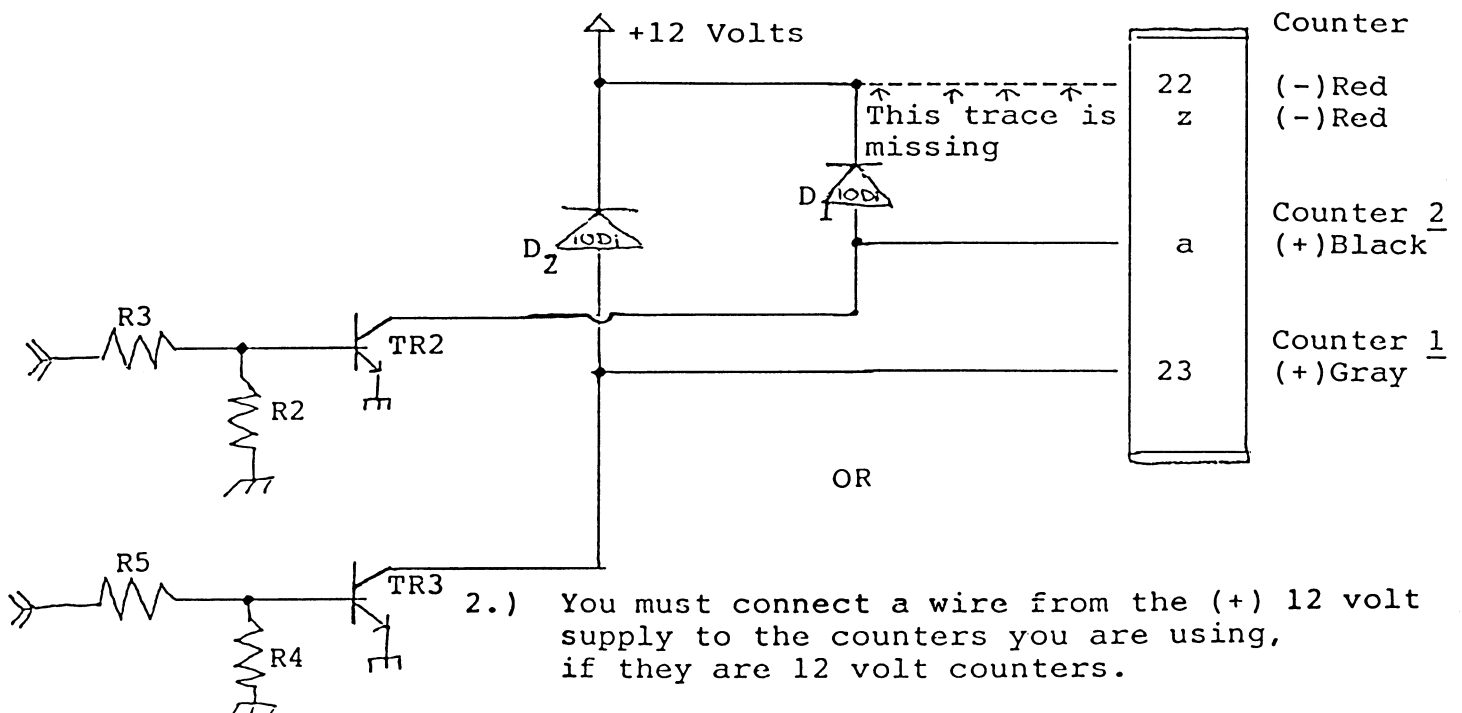 +12 Volts
Counter
22 (-)Red
This trace is
missing
z (-)Red
D1 10Di
D2 10Di
Counter 2
a (+)Black
R3
TR2
R2
Counter 1
23 (+)Gray
OR
R5
TR3
R4
2.) You must connect a wire from the (+) 12 volt
supply to the counters you are using,
if they are 12 volt counters.